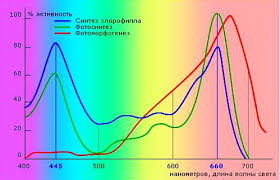 % активность
Синтез хлорофилла
Фотосинтез
Фотоморфогенез
100
80
60
40
20
0
400 445 500 600 660 700
нанометров, длина волны света